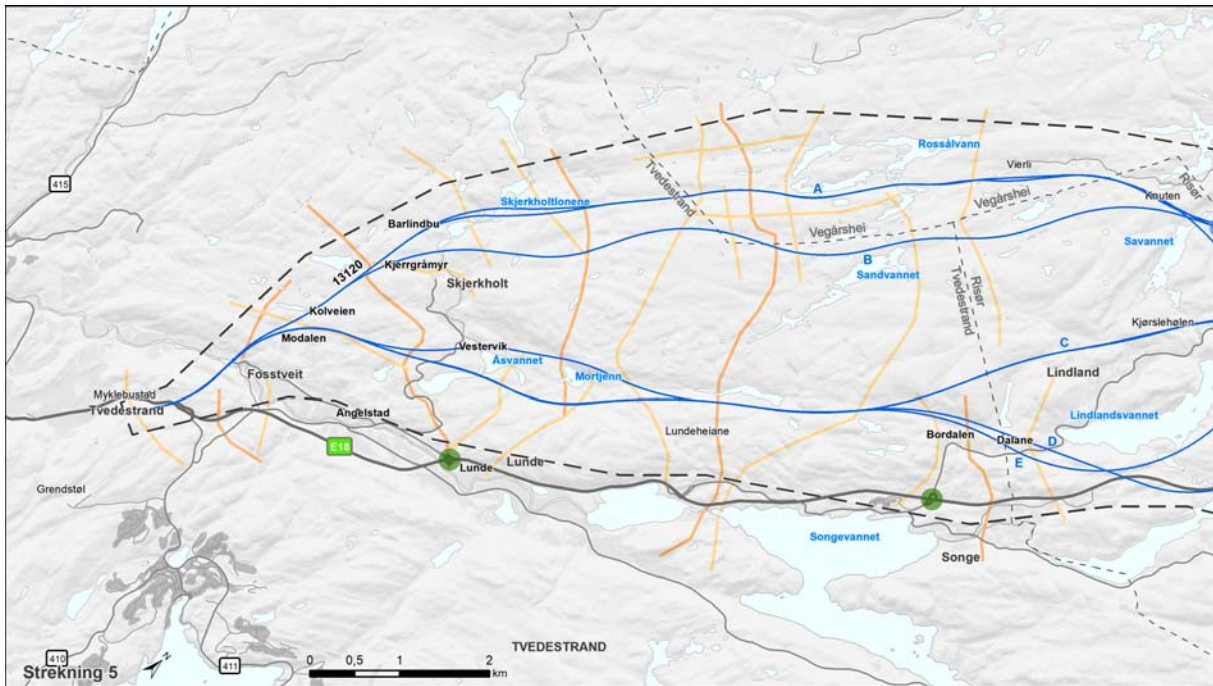 415
Rossålvann
Vierli
Tvedestrand
Risør
A
Knuten
Skjerkholtlonene
Vegårshei
Barlindbu
Vegårshei
Savannet
B
Kjerrgråmyr
13120
Sandvannet
Skjerkholt
Risør
Tvedestrand
Kolveien
Kjørslehølen
Modalen
Vestervik
C
Åsvannet
Fosstveit
Mortjenn
Lindland
Myklebustad
Tvedestrand
Angelstad
Lindlandsvannet
Lundeheiane
Bordalen
Dalane
D
E18
Lunde
Lunde
E
Grendstøl
Songevannet
Songe
TVEDESTRAND
410
411
N
Strekning 5
0 0,5 1 2
km